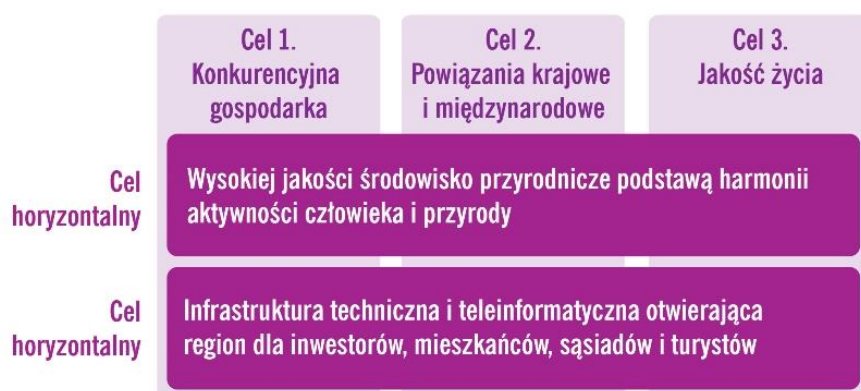 Cel 1.
Konkurencyjna
gospodarka
Cel 2.
Powiązania krajowe
i międzynarodowe
Cel 3.
Jakość życia
Cel
horyzontalny
Wysokiej jakości środowisko przyrodnicze podstawą harmonii
aktywności człowieka i przyrody
Cel
horyzontalny
Infrastruktura techniczna i teleinformatyczna otwierająca
region dla inwestorów, mieszkańców, sąsiadów i turystów